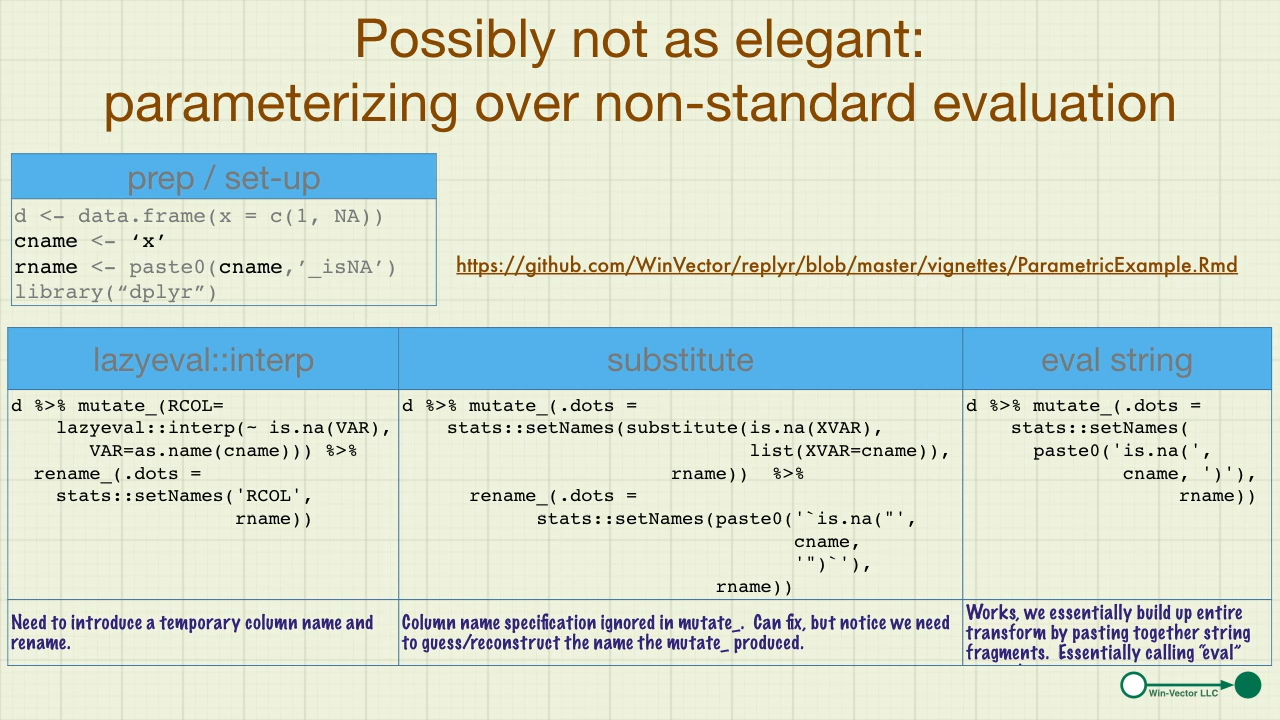 Possibly not as elegant:
parameterizing over non-standard evaluation
prep / set-up
d <- data.frame(x = c(1, NA))
cname <- ‘x’
rname <- paste0(cname,’_isNA’)
library(“dplyr”)
https://github.com/WinVector/replyr/blob/master/vignettes/ParametricExample.Rmd
lazyeval::interp
d %>% mutate_(RCOL=
lazyeval::interp(~ is.na(VAR),
VAR=as.name(cname))) %>%
rename_(.dots =
stats::setNames('RCOL',
rname))
Need to introduce a temporary column name and
rename.
substitute
d %>% mutate_(.dots =
stats::setNames(substitute(is.na(XVAR),
list(XVAR=cname)),
rname)) %>%
rename_(.dots =
stats::setNames(paste0('`is.na("',
cname,
'")`'),
rname))
Column name specification ignored in mutate_. Can fix, but notice we need
to guess/reconstruct the name the mutate_ produced.
eval string
d %>% mutate_(.dots =
stats::setNames(
paste0('is.na(',
cname, ')'),
rname))
Works, we essentially build up entire
transform by pasting together string
fragments. Essentially calling “eval”
Win-Vector LLC